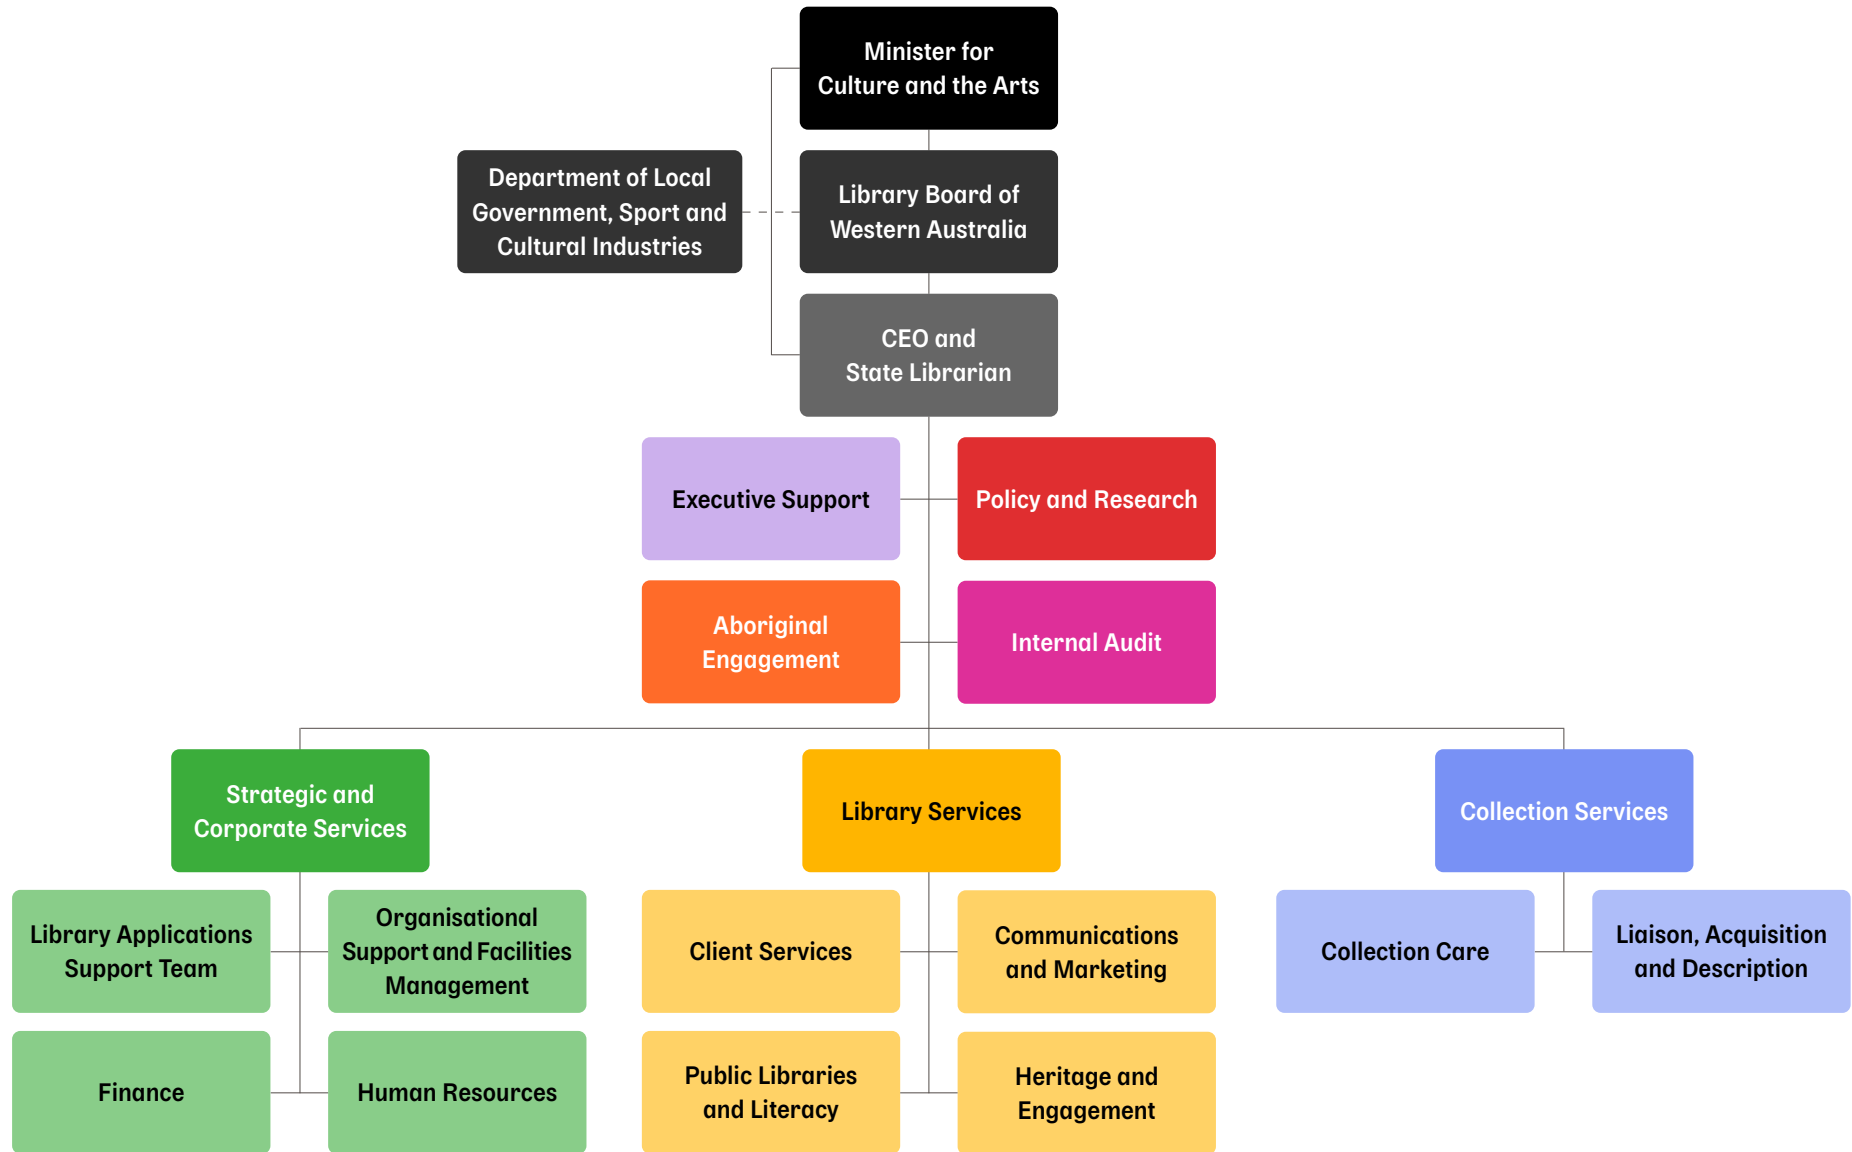 Minister for
Culture and the Arts
Department of Local
Government, Sport and
Cultural Industries
Library Board of
Western Australia
CEO and
State Librarian
Executive Support
Policy and Research
Aboriginal
Engagement
Internal Audit
Strategic and
Corporate Services
Library Services
Collection Services
Library Applications
Support Team
Organisational
Support and Facilities
Management
Client Services
Communications
and Marketing
Collection Care
Liaison, Acquisition
and Description
Finance
Human Resources
Public Libraries
and Literacy
Heritage and
Engagement